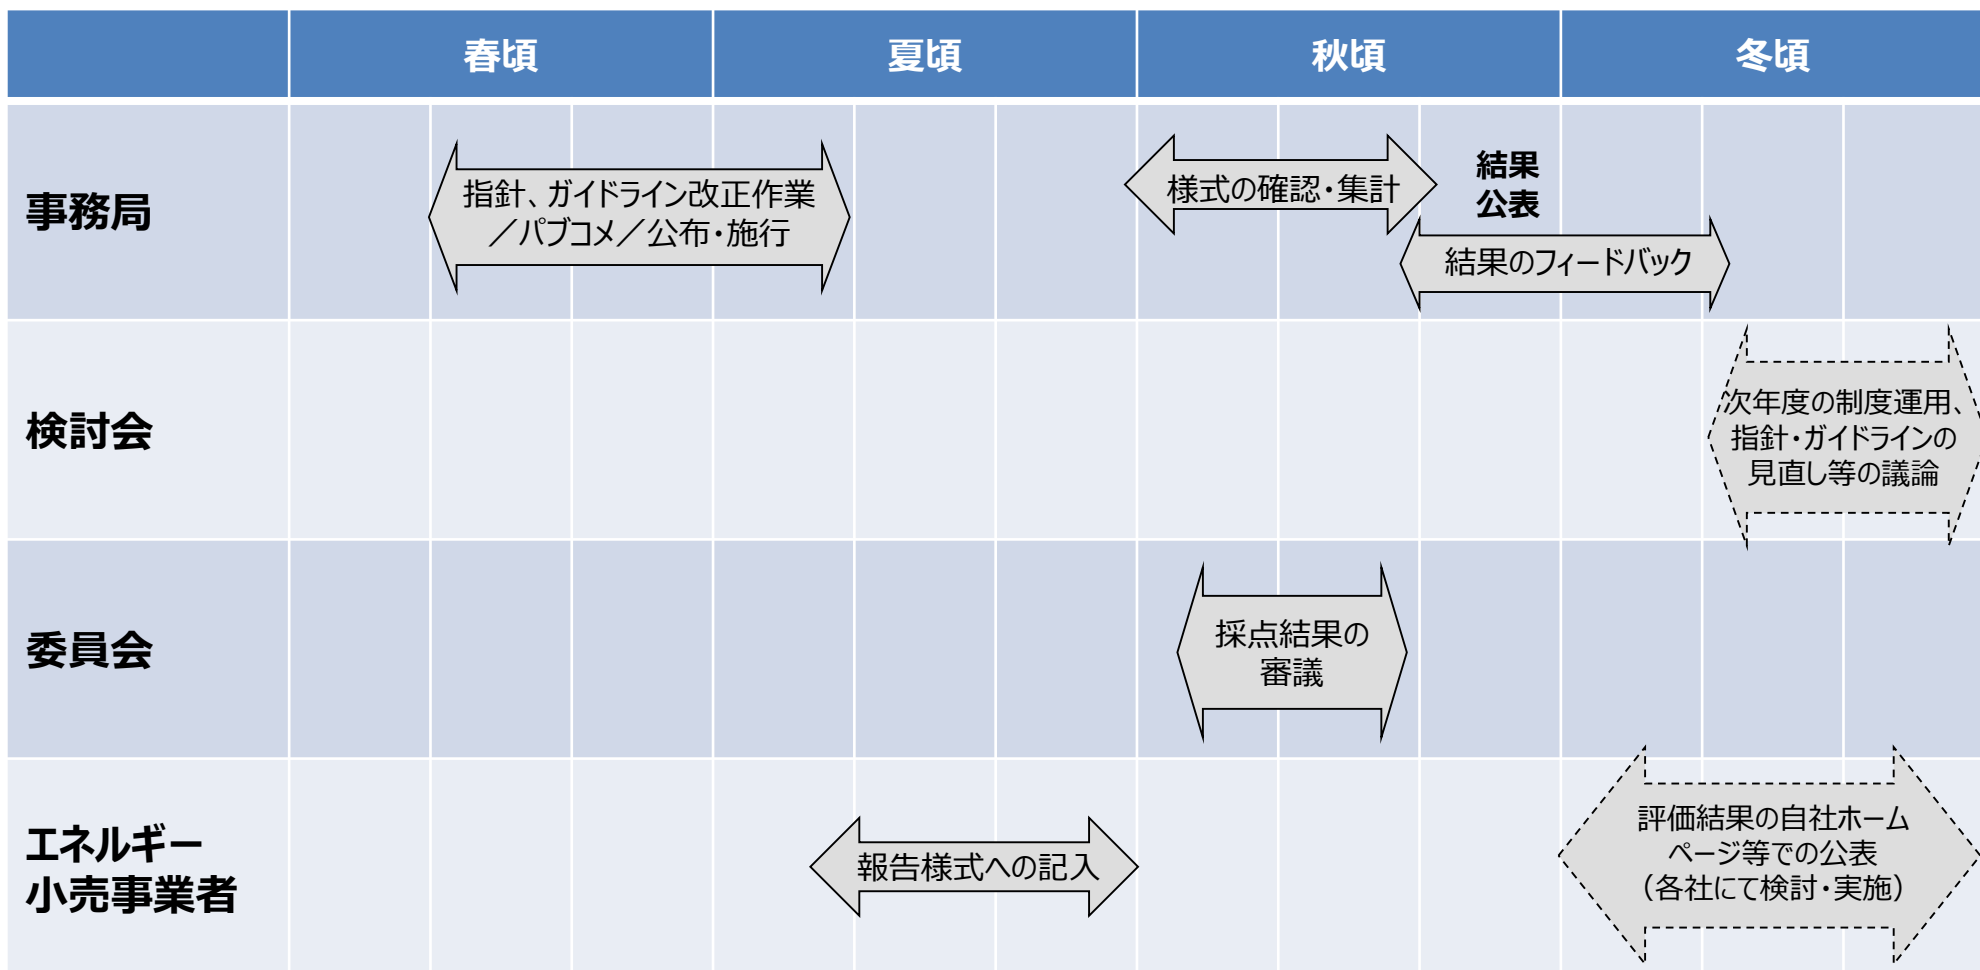 春頃
夏頃
秋頃
冬頃
事務局
指針、ガイドライン改正作業
／パブコメ／公布・施行
様式の確認・集計
結果
公表
結果のフィードバック
検討会
次年度の制度運用、
指針・ガイドラインの
見直し等の議論
委員会
採点結果の
審議
エネルギー
小売事業者
報告様式への記入
評価結果の自社ホーム
ページ等での公表
（各社にて検討・実施）